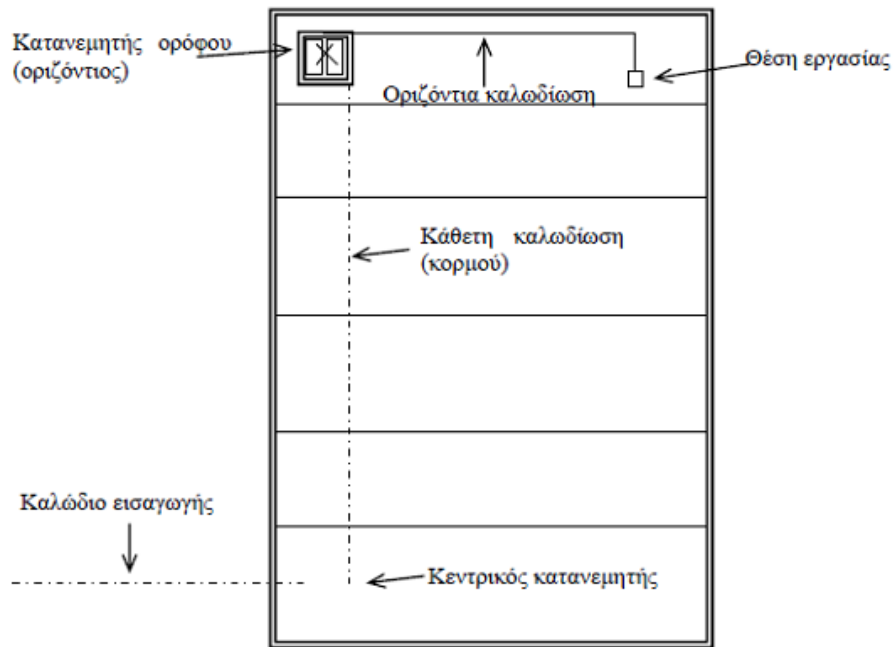 Κατανεμητής ορόφου
(οριζόντιος)
Θέση εργασίας
Οριζόντια καλωδίωση
Κάθετη καλωδίωση
(κορμού)
Καλώδιο εισαγωγής
Κεντρικός κατανεμητής